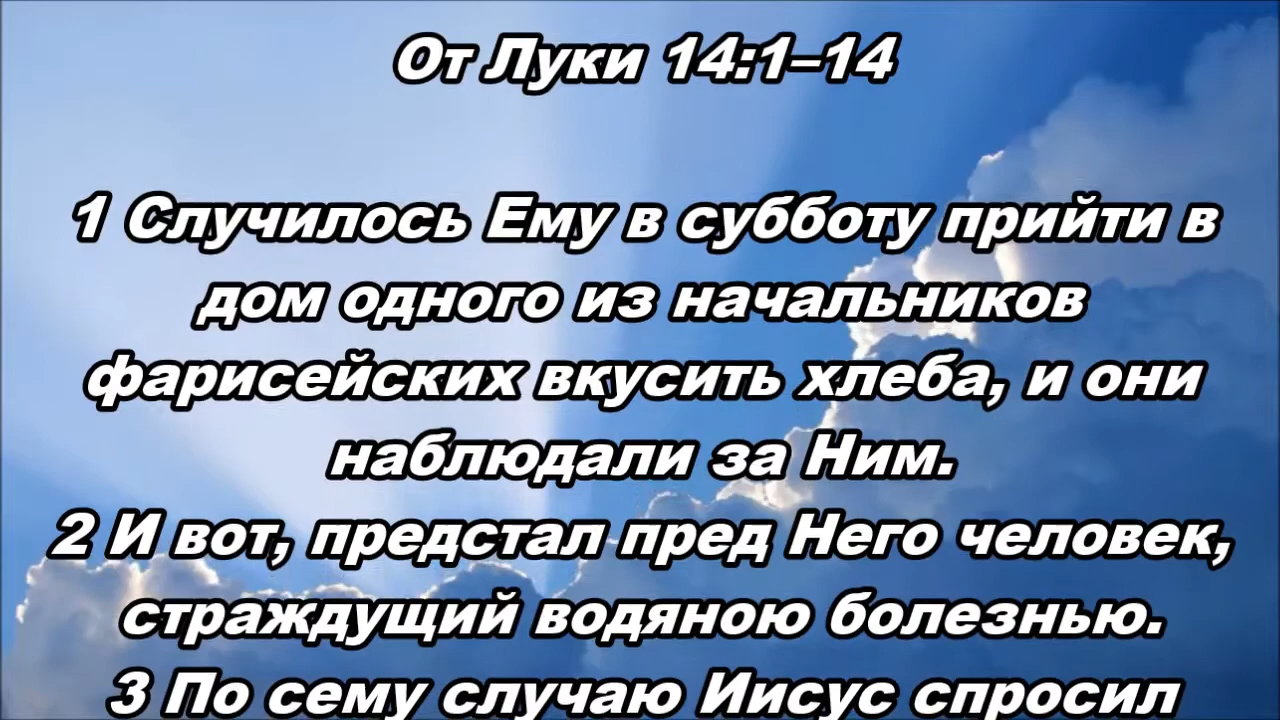 От Луки 14:1–14
1 Случилось Ему в субботу прийти в
дом одного из начальников
фарисейских вкусить хлеба, и они
наблюдали за Ним.
2 И вот, предстал пред Него человек,
страждущий водяною болезнью.
3 По сему случаю Иисус спросил